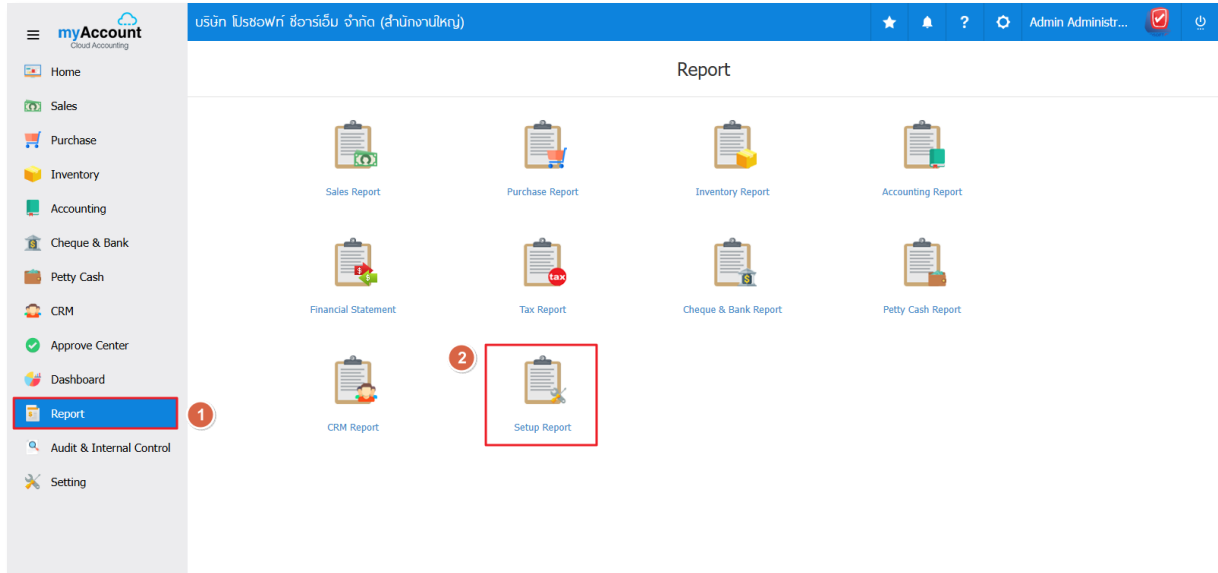 myAccount
Cloud Accounting
บริษัท โปรซอฟท์ ซีอาร์เอ็ม จำกัด (สำนักงานใหญ่)
?
Admin Administr...
Home
Sales
Purchase
Inventory
Accounting
Cheque & Bank
Petty Cash
CRM
Approve Center
Dashboard
Report
1
Audit & Internal Control
Setting
Report
Sales Report
Purchase Report
Inventory Report
Accounting Report
Financial Statement
tax
Tax Report
Cheque & Bank Report
Petty Cash Report
CRM Report
2
Setup Report